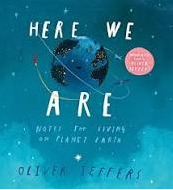 HERE WE
ARE
NOTES FOR LIVING
ON PLANET EARTH
OLIVER JEFFERS